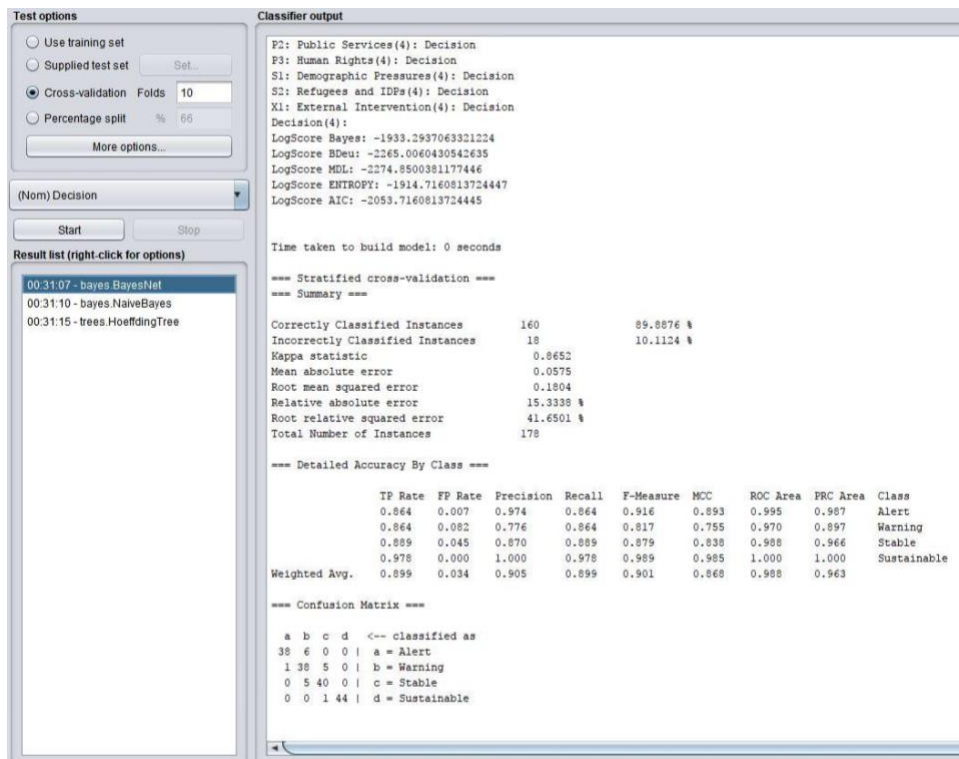 Test options
Use training set
Supplied test set Set...
Cross-validation Folds 10
Percentage split % 66
More options...
(Nom) Decision
Start Stop
Result list (right-click for options)
00:31:07 - bayes.BayesNet
00:31:10 - bayes.NaiveBayes
00:31:15 - trees.HoeffdingTree
Classifier output
P2: Public Services(4): Decision
P3: Human Rights(4): Decision
S1: Demographic Pressures(4): Decision
S2: Refugees and IDPs(4): Decision
X1: External Intervention(4): Decision
Decision(4):
LogScore Bayes: -1933.2937063321224
LogScore BDeu: -2265.0060430542635
LogScore MDL: -2274.8500381177446
LogScore ENTROPY: -1914.7160813724447
LogScore AIC: -2053.7160813724445
Time taken to build model: 0 seconds
=== Stratified cross-validation ===
=== Summary ===
Correctly Classified Instances 160 89.8876 %
Incorrectly Classified Instances 18 10.1124 %
Kappa statistic 0.8652
Mean absolute error 0.0575
Root mean squared error 0.1804
Relative absolute error 15.3338 %
Root relative squared error 41.6501 %
Total Number of Instances 178
=== Detailed Accuracy By Class ===
TP Rate FP Rate Precision Recall F-Measure MCC ROC Area PRC Area Class
0.864 0.007 0.974 0.864 0.916 0.893 0.995 0.987 Alert
0.864 0.082 0.776 0.864 0.817 0.755 0.970 0.897 Warning
0.889 0.045 0.870 0.889 0.879 0.838 0.988 0.966 Stable
0.978 0.000 1.000 0.978 0.989 0.985 1.000 1.000 Sustainable
Weighted Avg. 0.899 0.034 0.905 0.899 0.901 0.868 0.988 0.963
=== Confusion Matrix ===
a b c d <-- classified as
38 6 0 0 | a = Alert
1 38 5 0 | b = Warning
0 5 40 0 | c = Stable
0 0 1 44 | d = Sustainable